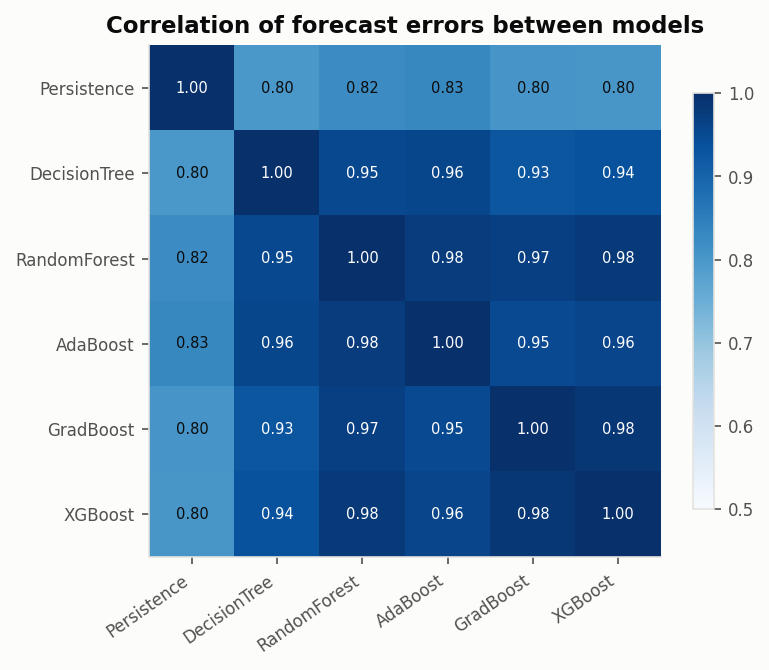 Correlation of forecast errors between models
Persistence 1.00 0.80 0.82 0.83 0.80 0.80
DecisionTree 0.80 1.00 0.95 0.96 0.93 0.94
RandomForest 0.82 0.95 1.00 0.98 0.97 0.98
AdaBoost 0.83 0.96 0.98 1.00 0.95 0.96
GradBoost 0.80 0.93 0.97 0.95 1.00 0.98
XGBoost 0.80 0.94 0.98 0.96 0.98 1.00
Persistence DecisionTree RandomForest AdaBoost GradBoost XGBoost
1.0
0.9
0.8
0.7
0.6
0.5